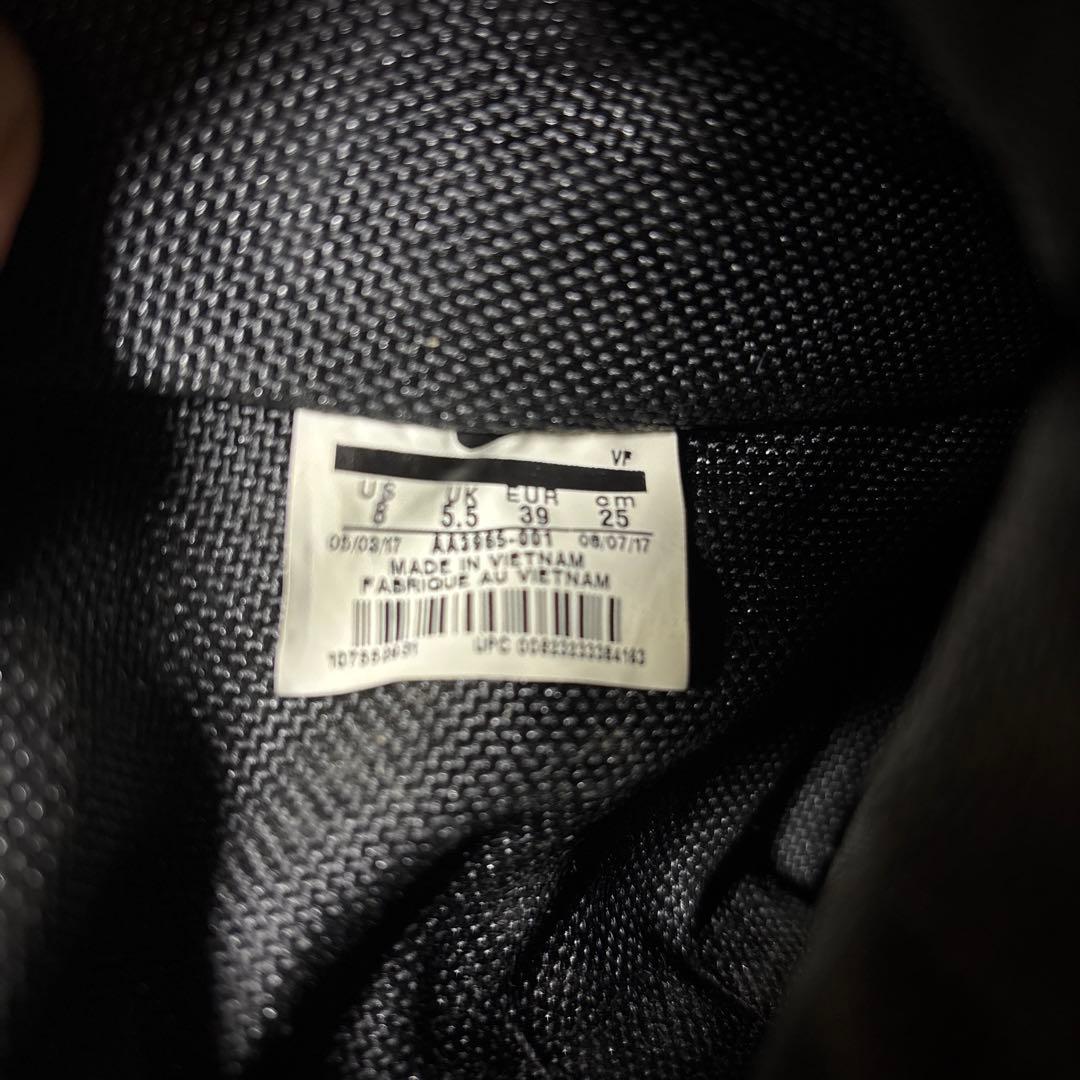 VF
US UK EUR cm
8 5.5 39 25
05/03/17 AA3965-001 08/07/17
MADE IN VIETNAM
FABRIQUE AU VIETNAM
UPC